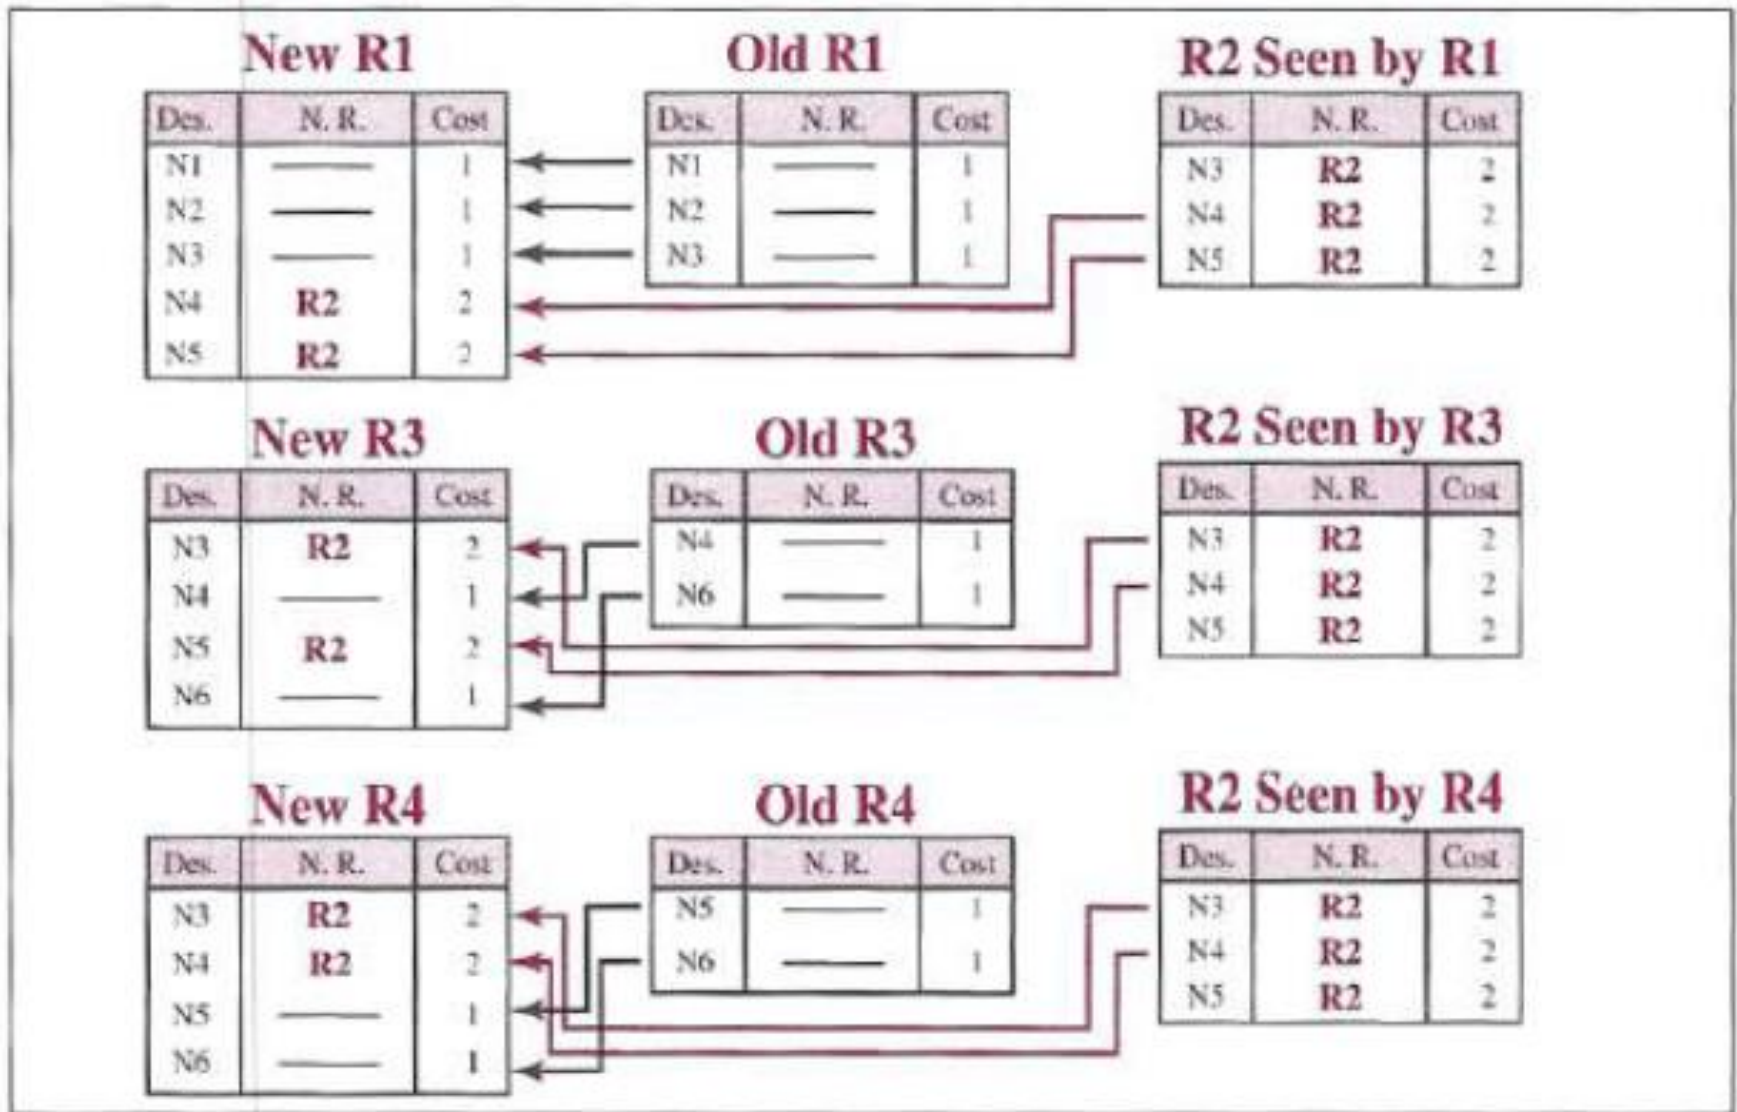 New R1 Old R1 R2 Seen by R1
Des. N. R. Cost Des. N. R. Cost Des. N. R. Cost
N1 —— 1 N1 —— 1 N3 R2 2
N2 —— 1 N2 —— 1 N4 R2 2
N3 —— 1 N3 —— 1 N5 R2 2
N4 R2 2
N5 R2 2
New R3 Old R3 R2 Seen by R3
Des. N. R. Cost Des. N. R. Cost Des. N. R. Cost
N3 R2 2 N4 —— 1 N3 R2 2
N4 —— 1 N6 —— 1 N4 R2 2
N5 R2 2 N5 R2 2
N6 —— 1
New R4 Old R4 R2 Seen by R4
Des. N. R. Cost Des. N. R. Cost Des. N. R. Cost
N3 R2 2 N5 —— 1 N3 R2 2
N4 R2 2 N6 —— 1 N4 R2 2
N5 —— 1 N5 R2 2
N6 —— 1